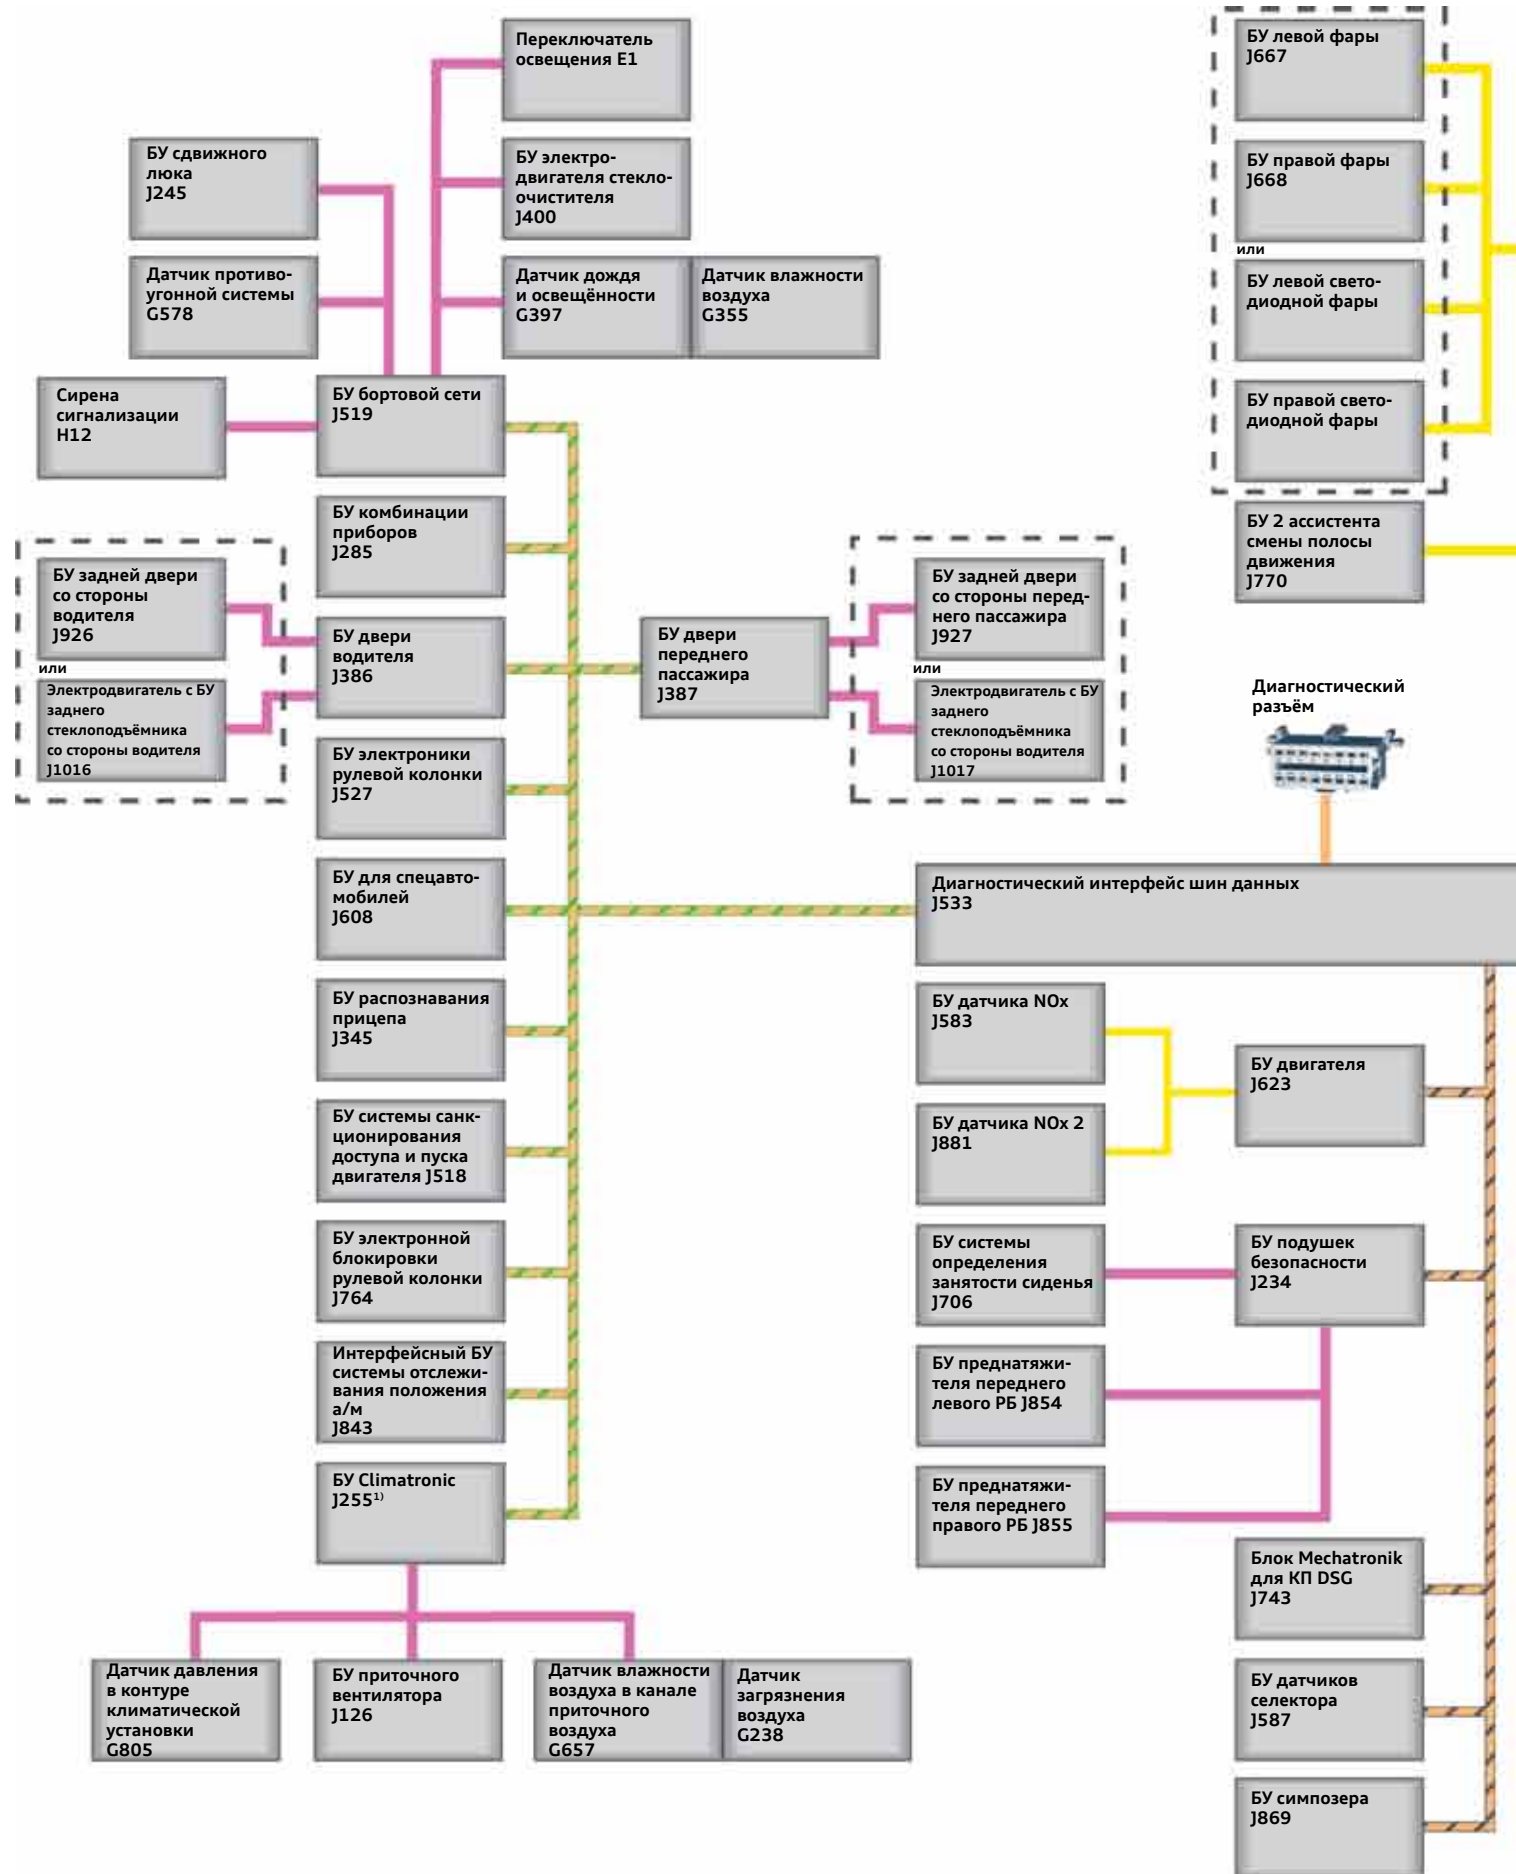 Переключатель
освещения E1
БУ сдвижного
люка
J245
БУ электро-
двигателя стекло-
очистителя
J400
Датчик противо-
угонной системы
G578
Датчик дождя
и освещённости
G397
Датчик влажности
воздуха
G355
Сирена
сигнализации
H12
БУ бортовой сети
J519
БУ комбинации
приборов
J285
БУ задней двери
со стороны
водителя
J926
или
Электродвигатель с БУ
заднего
стеклоподъёмника
со стороны водителя
J1016
БУ двери
водителя
J386
БУ двери
переднего
пассажира
J387
БУ задней двери
со стороны перед-
него пассажира
J927
или
Электродвигатель с БУ
заднего
стеклоподъёмника
со стороны водителя
J1017
БУ электроники
рулевой колонки
J527
БУ для спецавто-
мобилей
J608
БУ распознавания
прицепа
J345
БУ системы санк-
ционирования
доступа и пуска
двигателя J518
БУ электронной
блокировки
рулевой колонки
J764
Интерфейсный БУ
системы отслежи-
вания положения
а/м
J843
БУ Climatronic
J255¹⁾
Датчик давления
в контуре
климатической
установки
G805
БУ приточного
вентилятора
J126
Датчик влажности
воздуха в канале
приточного
воздуха
G657
Датчик
загрязнения
воздуха
G238
БУ левой фары
J667
БУ правой фары
J668
или
БУ левой свето-
диодной фары
БУ правой свето-
диодной фары
БУ 2 ассистента
смены полосы
движения
J770
Диагностический
разъём
Диагностический интерфейс шин данных
J533
БУ датчика NOx
J583
БУ датчика NOx 2
J881
БУ двигателя
J623
БУ системы
определения
занятости сиденья
J706
БУ подушек
безопасности
J234
БУ преднатяжи-
теля переднего
левого РБ J854
БУ преднатяжи-
теля переднего
правого РБ J855
Блок Mechatronik
для КП DSG
J743
БУ датчиков
селектора
J587
БУ симпозера
J869